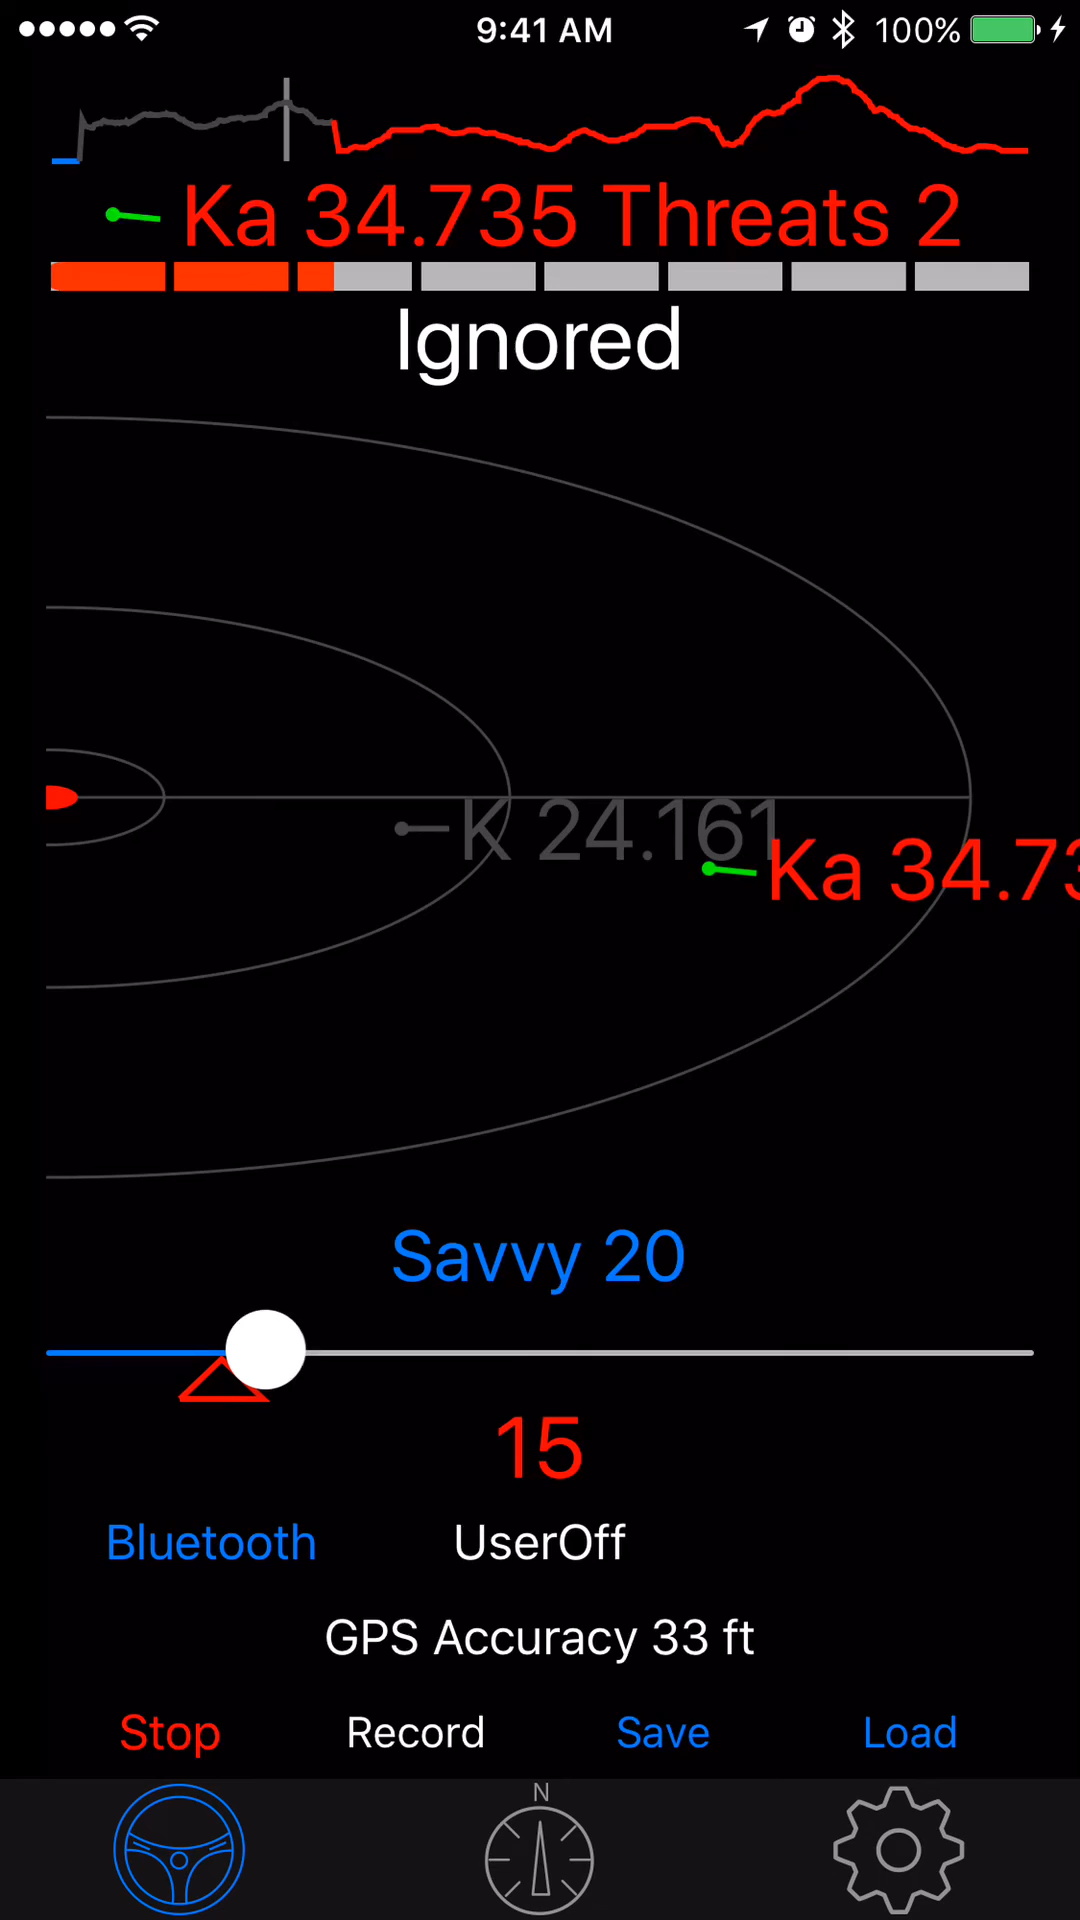 9:41 AM 100%
Ka 34.735 Threats 2
Ignored
K 24.161
Ka 34.73
Savvy 20
15
Bluetooth UserOff
GPS Accuracy 33 ft
Stop Record Save Load
N